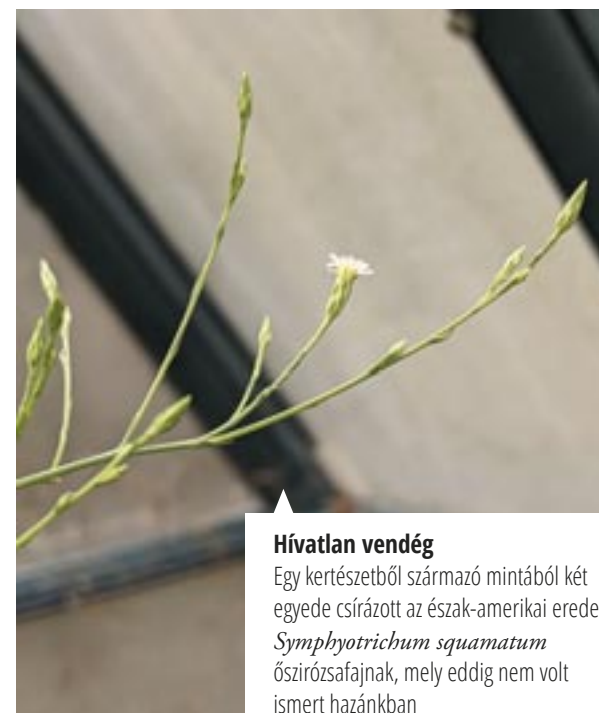 Hívatlan vendég
Egy kertészetből származó mintából két
egyede csírázott az észak-amerikai erede
Symphyotrichum squamatum
őszirózsafajnak, mely eddig nem volt
ismert hazánkban